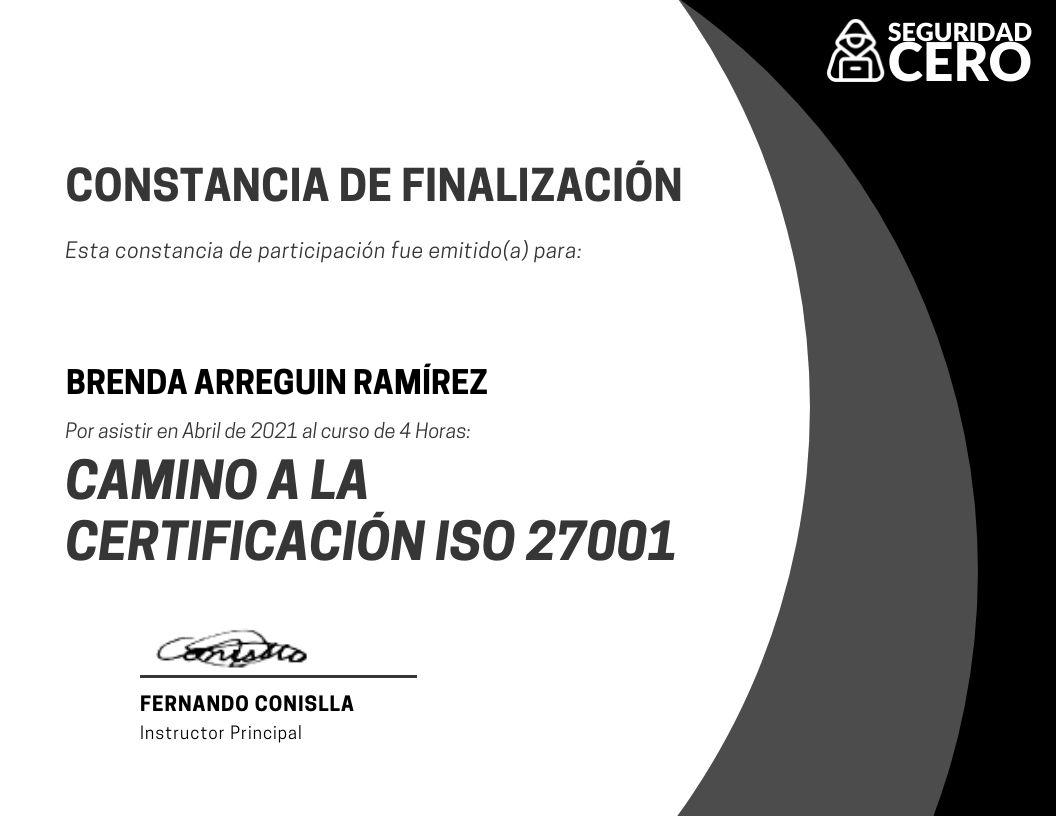 SEGURIDAD
CERO
CONSTANCIA DE FINALIZACIÓN
Esta constancia de participación fue emitido(a) para:
BRENDA ARREGUIN RAMÍREZ
Por asistir en Abril de 2021 al curso de 4 Horas:
CAMINO A LA
CERTIFICACIÓN ISO 27001
Conislla
FERNANDO CONISLLA
Instructor Principal